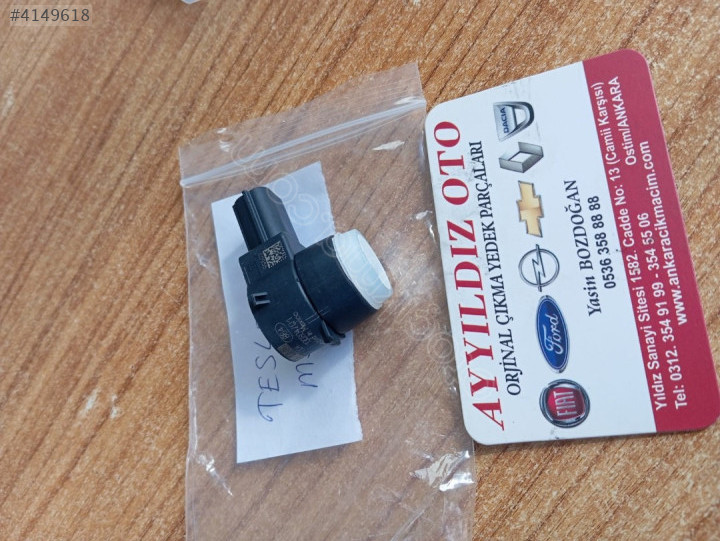 #4149618
AYYILDIZ OTO
ORJİNAL ÇIKMA YEDEK PARÇALARI
DACIA
Ford
FIAT
Yasin BOZDOĞAN
0536 358 88 88
Yıldız Sanayi Sitesi 1582. Cadde No: 13 (Camii Karşısı)
Ostim/ANKARA
Tel: 0312. 354 91 99 - 354 55 06
www.ankaracikmacim.com